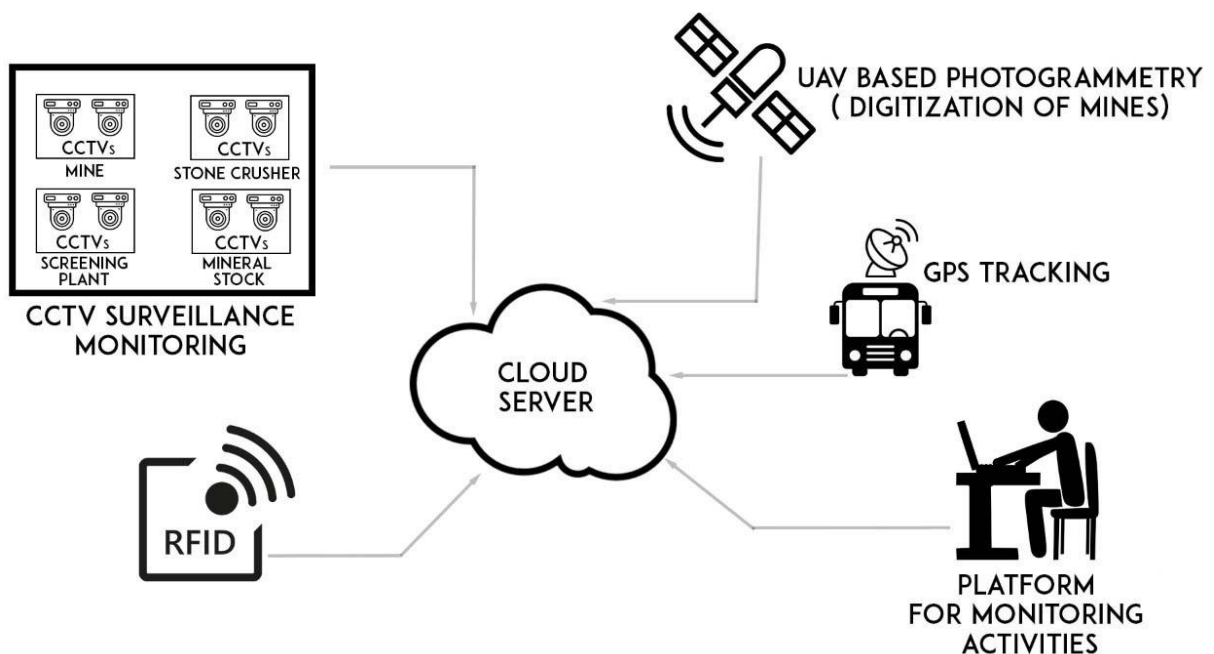 CCTVs
MINE
CCTVs
STONE CRUSHER
CCTVs
SCREENING
PLANT
CCTVs
MINERAL
STOCK
CCTV SURVEILLANCE
MONITORING
UAV BASED PHOTOGRAMMETRY
( DIGITIZATION OF MINES)
GPS TRACKING
CLOUD
SERVER
RFID
PLATFORM
FOR MONITORING
ACTIVITIES